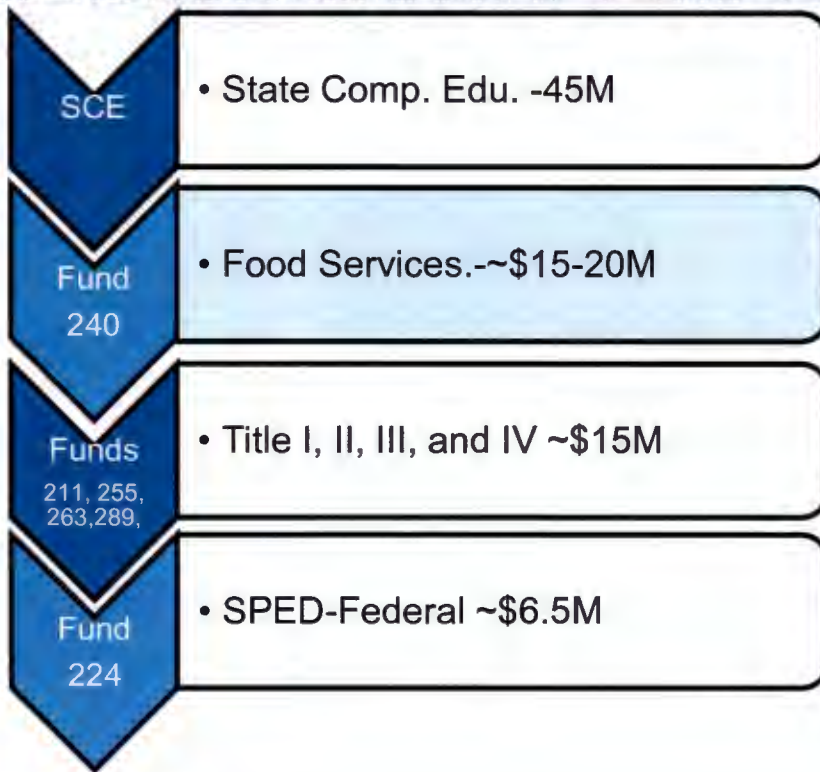 SCE
• State Comp. Edu. -45M
Fund
240
• Food Services.-~$15-20M
Funds
211, 255,
263,289,
• Title I, II, III, and IV ~$15M
Fund
224
• SPED-Federal ~$6.5M